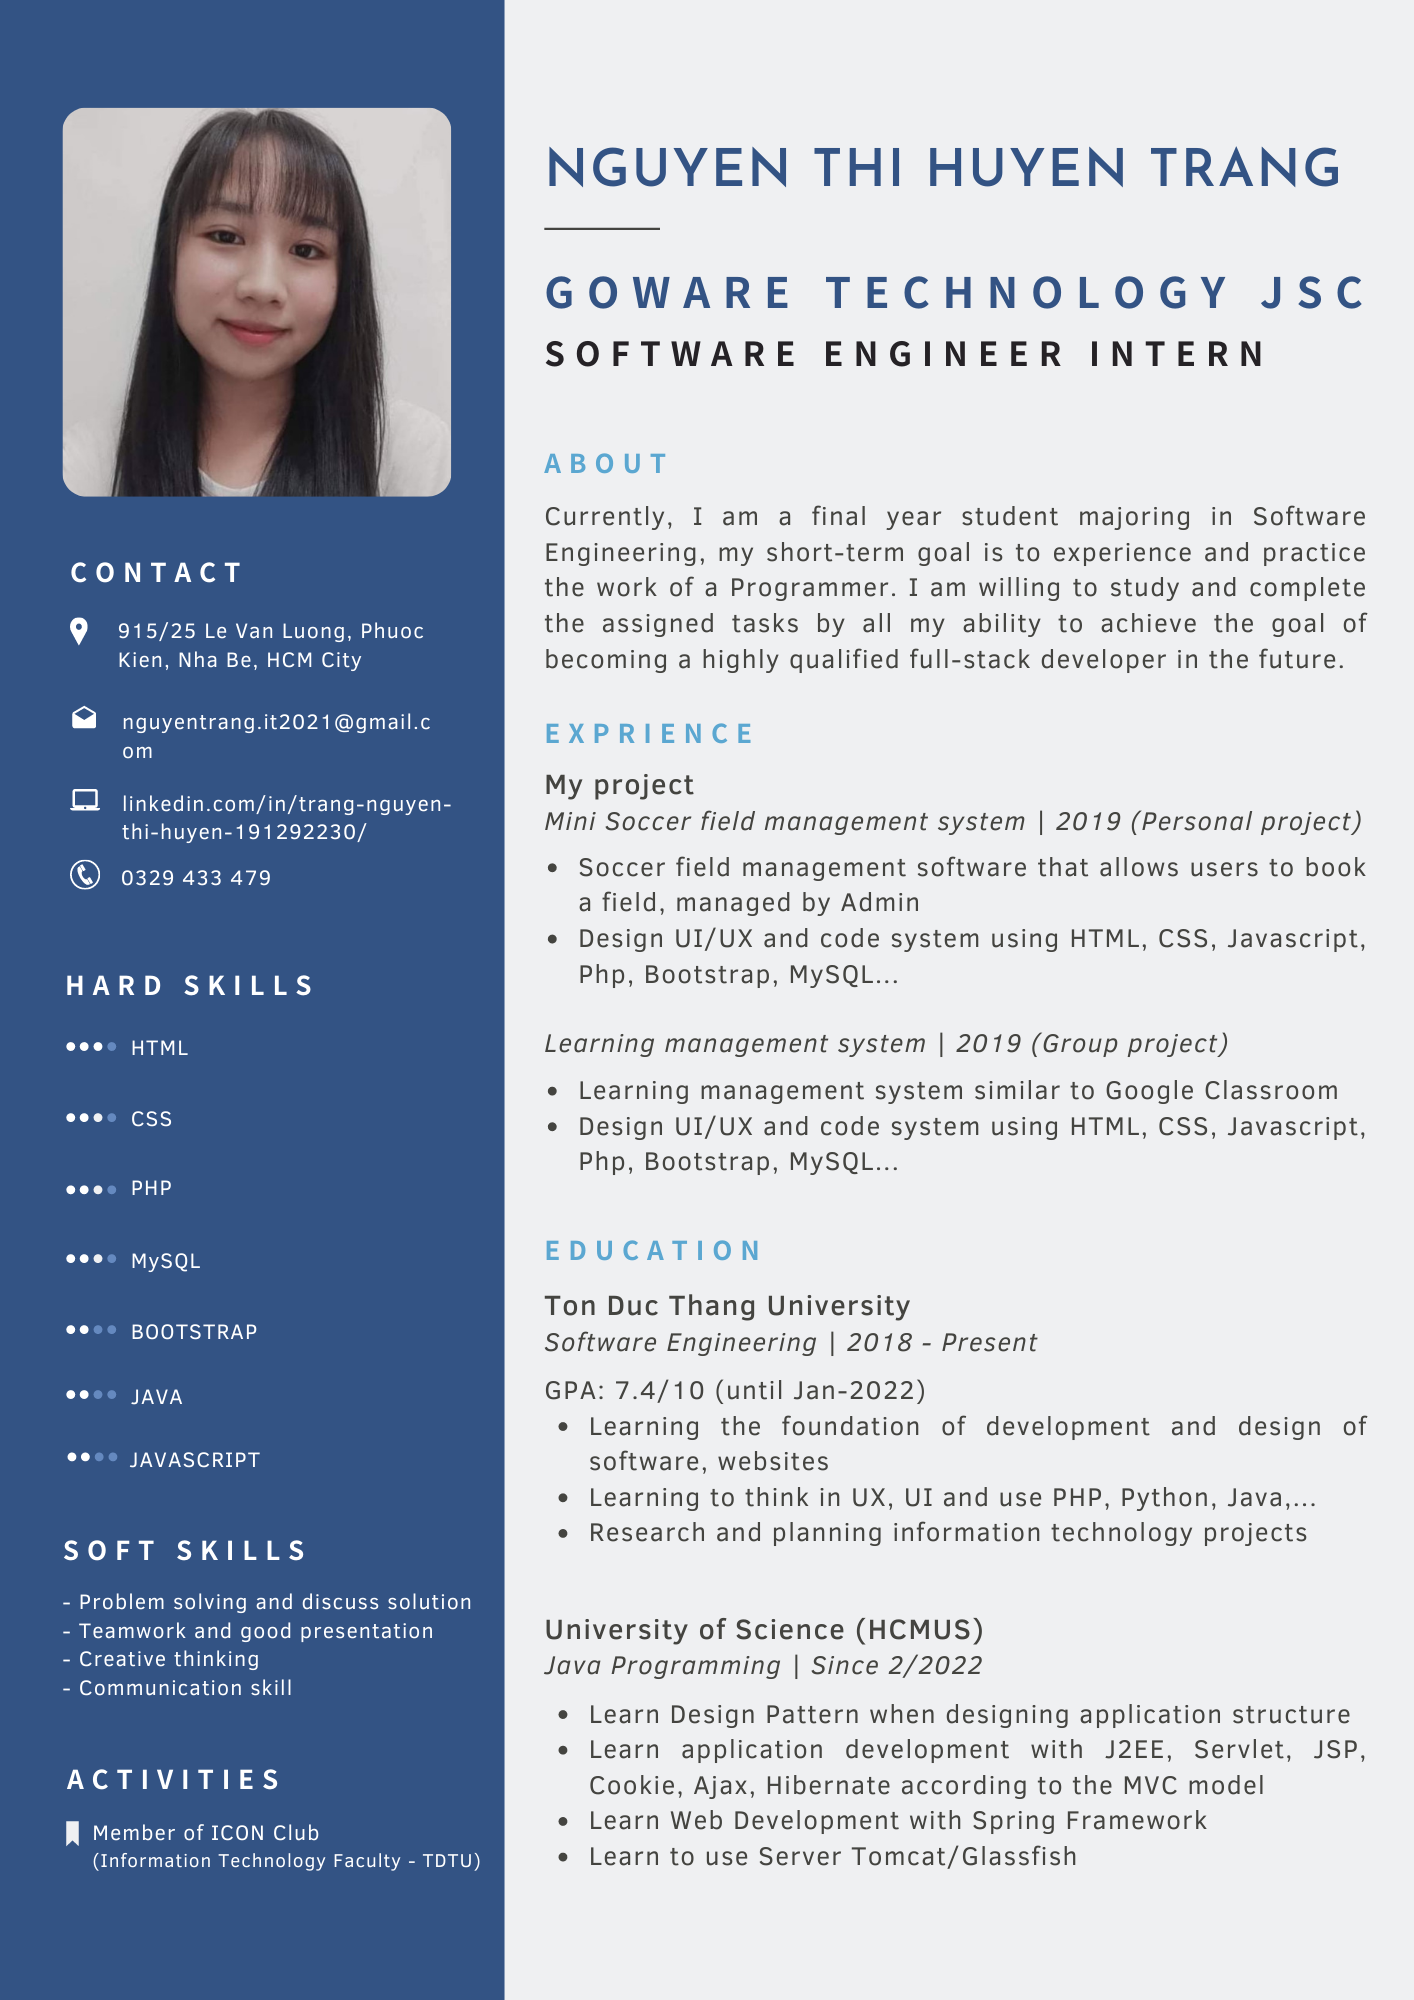 NGUYEN THI HUYEN TRANG
GOWARE TECHNOLOGY JSC
SOFTWARE ENGINEER INTERN
CONTACT
915/25 Le Van Luong, Phuoc
Kien, Nha Be, HCM City
nguyentrang.it2021@gmail.c
om
linkedin.com/in/trang-nguyen-
thi-huyen-191292230/
0329 433 479
HARD SKILLS
HTML
CSS
PHP
MySQL
BOOTSTRAP
JAVA
JAVASCRIPT
SOFT SKILLS
- Problem solving and discuss solution
- Teamwork and good presentation
- Creative thinking
- Communication skill
ACTIVITIES
Member of ICON Club
(Information Technology Faculty - TDTU)
ABOUT
Currently, I am a final year student majoring in Software
Engineering, my short-term goal is to experience and practice
the work of a Programmer. I am willing to study and complete
the assigned tasks by all my ability to achieve the goal of
becoming a highly qualified full-stack developer in the future.
EXPRIENCE
My project
Mini Soccer field management system | 2019 (Personal project)
• Soccer field management software that allows users to book
a field, managed by Admin
• Design UI/UX and code system using HTML, CSS, Javascript,
Php, Bootstrap, MySQL...
Learning management system | 2019 (Group project)
• Learning management system similar to Google Classroom
• Design UI/UX and code system using HTML, CSS, Javascript,
Php, Bootstrap, MySQL...
EDUCATION
Ton Duc Thang University
Software Engineering | 2018 - Present
GPA: 7.4/10 (until Jan-2022)
• Learning the foundation of development and design of
software, websites
• Learning to think in UX, UI and use PHP, Python, Java,...
• Research and planning information technology projects
University of Science (HCMUS)
Java Programming | Since 2/2022
• Learn Design Pattern when designing application structure
• Learn application development with J2EE, Servlet, JSP,
Cookie, Ajax, Hibernate according to the MVC model
• Learn Web Development with Spring Framework
• Learn to use Server Tomcat/Glassfish